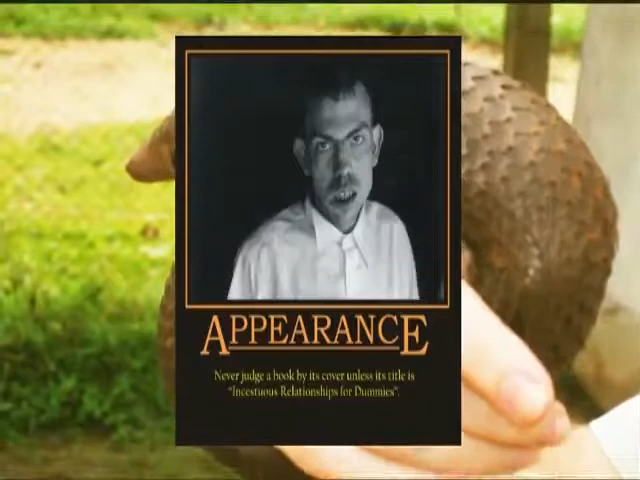 APPEARANCE
Never judge a book by its cover unless its title is
"Incestuous Relationships for Dummies".